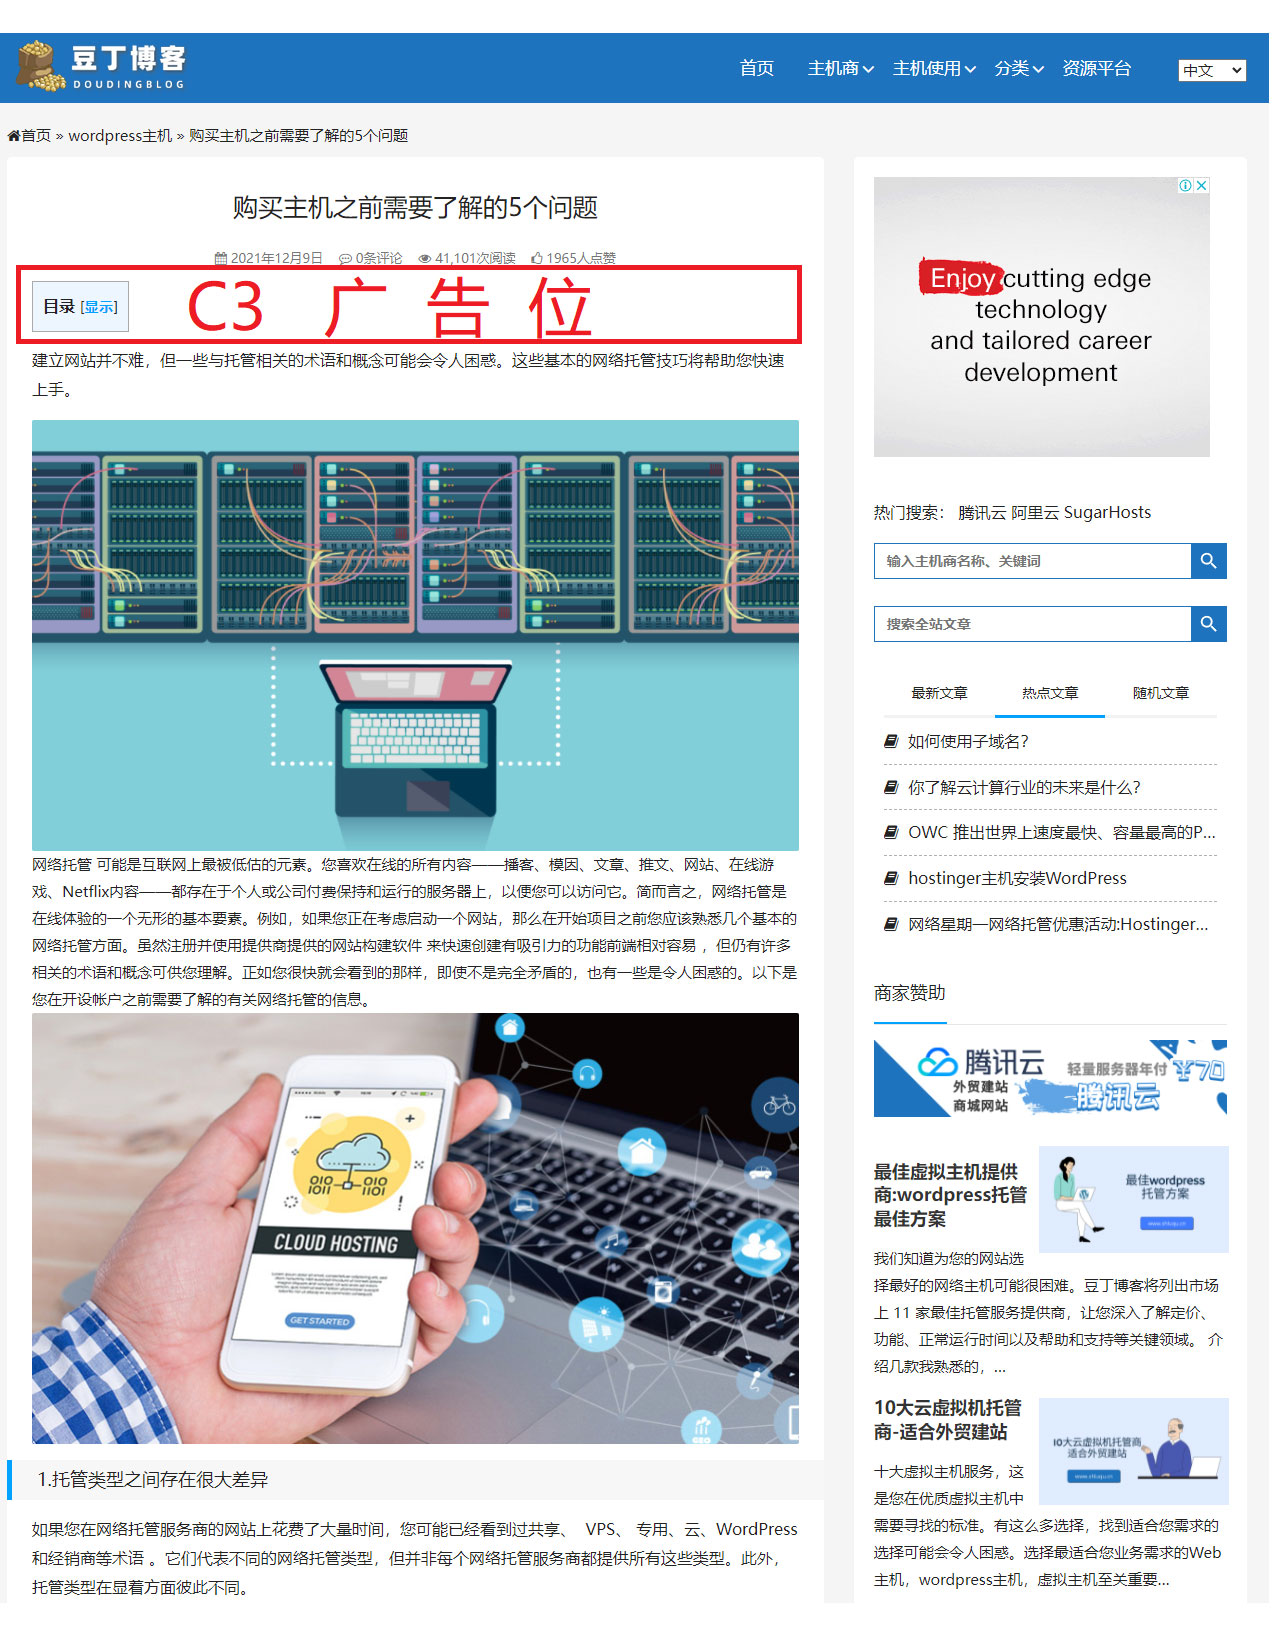 豆丁博客
DOUDINGBLOG
首页 主机商 主机使用 分类 资源平台 中文
首页 » wordpress主机 » 购买主机之前需要了解的5个问题
购买主机之前需要了解的5个问题
2021年12月9日 0条评论 41,101次阅读 1965人点赞
目录 [显示]
C3 广告位
建立网站并不难，但一些与托管相关的术语和概念可能会令人困惑。这些基本的网络托管技巧将帮助您快速
上手。
网络托管 可能是互联网上最被低估的元素。您喜欢在线的所有内容——播客、模因、文章、推文、网站、在线游
戏、Netflix内容——都存在于个人或公司付费保持和运行的服务器上，以便您可以访问它。简而言之，网络托管是
在线体验的一个无形的基本要素。例如，如果您正在考虑启动一个网站，那么在开始项目之前您应该熟悉几个基本的
网络托管方面。虽然注册并使用提供商提供的网站构建软件 来快速创建有吸引力的功能前端相对容易 ，但仍有许多
相关的术语和概念可供您理解。正如您很快就会看到的那样，即使不是完全矛盾的，也有一些是令人困惑的。以下是
您在开设帐户之前需要了解的有关网络托管的信息。
010 010
1011 0101
CLOUD HOSTING
GET STARTED
GEO
1.托管类型之间存在很大差异
如果您在网络托管服务商的网站上花费了大量时间，您可能已经看到过共享、 VPS、 专用、云、WordPress
和经销商等术语 。它们代表不同的网络托管类型，但并非每个网络托管服务商都提供所有这些类型。此外，
托管类型在显着方面彼此不同。
Enjoy cutting edge
technology
and tailored career
development
热门搜索： 腾讯云 阿里云 SugarHosts
输入主机商名称、关键词
搜索全站文章
最新文章 热点文章 随机文章
如何使用子域名？
你了解云计算行业的未来是什么？
OWC 推出世界上速度最快、容量最高的P...
hostinger主机安装WordPress
网络星期一网络托管优惠活动:Hostinger...
商家赞助
腾讯云
外贸建站
商城网站
轻量服务器年付 ¥70
腾讯云
最佳虚拟主机提供
商:wordpress托管
最佳方案
最佳wordpress
托管方案
我们知道为您的网站选
择最好的网络主机可能很困难。豆丁博客将列出市场
上 11 家最佳托管服务提供商，让您深入了解定价、
功能、正常运行时间以及帮助和支持等关键领域。 介
绍几款我熟悉的，...
10大云虚拟机托管
商-适合外贸建站
10大云虚拟机托管商
适合外贸建站
十大虚拟主机服务，这
是您在优质虚拟主机中
需要寻找的标准。有这么多选择，找到适合您需求的
选择可能会令人困惑。选择最适合您业务需求的Web
主机，wordpress主机，虚拟主机至关重要...